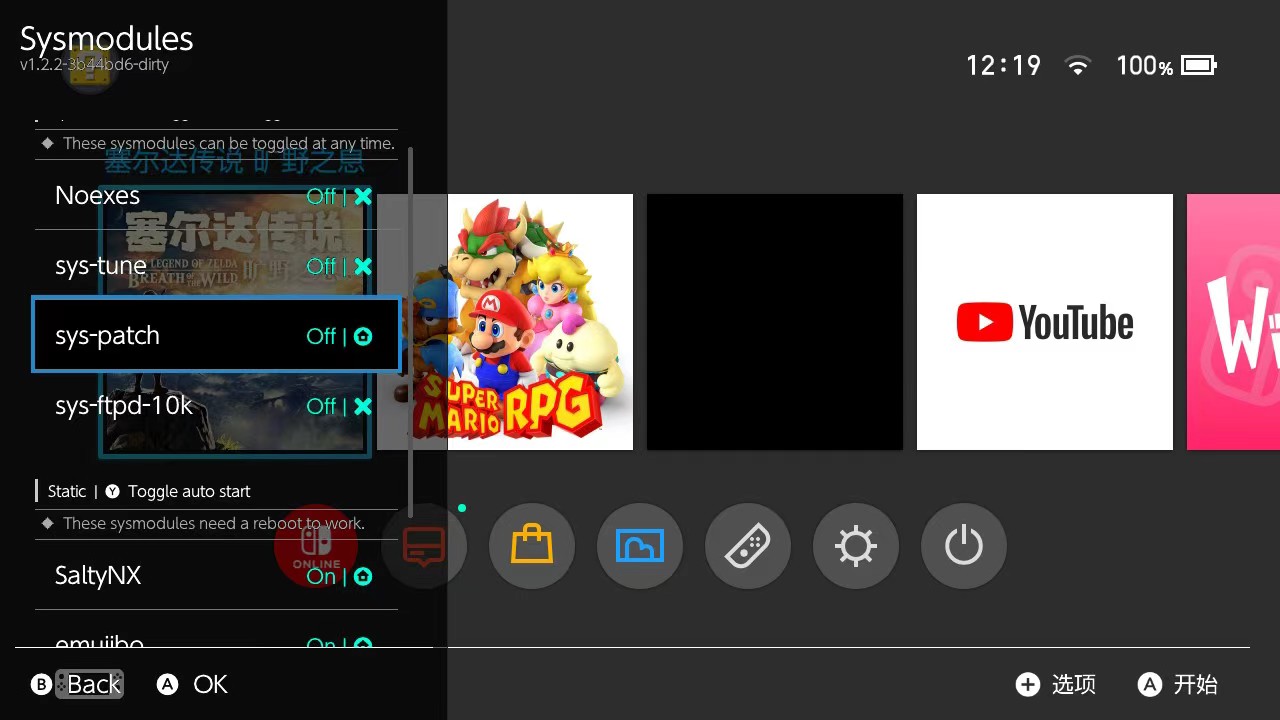 Sysmodules
v1.2.2-3b44bd6-dirty
12:19
100%
These sysmodules can be toggled at any time.
塞尔达传说 旷野之息
Noexes Off |
塞尔达传说
THE LEGEND OF ZELDA
BREATH OF THE WILD
旷野之息
sys-tune Off |
sys-patch Off |
sys-ftpd-10k Off |
SUPER MARIO RPG
YouTube
Static | Y Toggle auto start
These sysmodules need a reboot to work.
ONLINE
SaltyNX On |
emuiibo On |
B Back A OK
+ 选项 A 开始